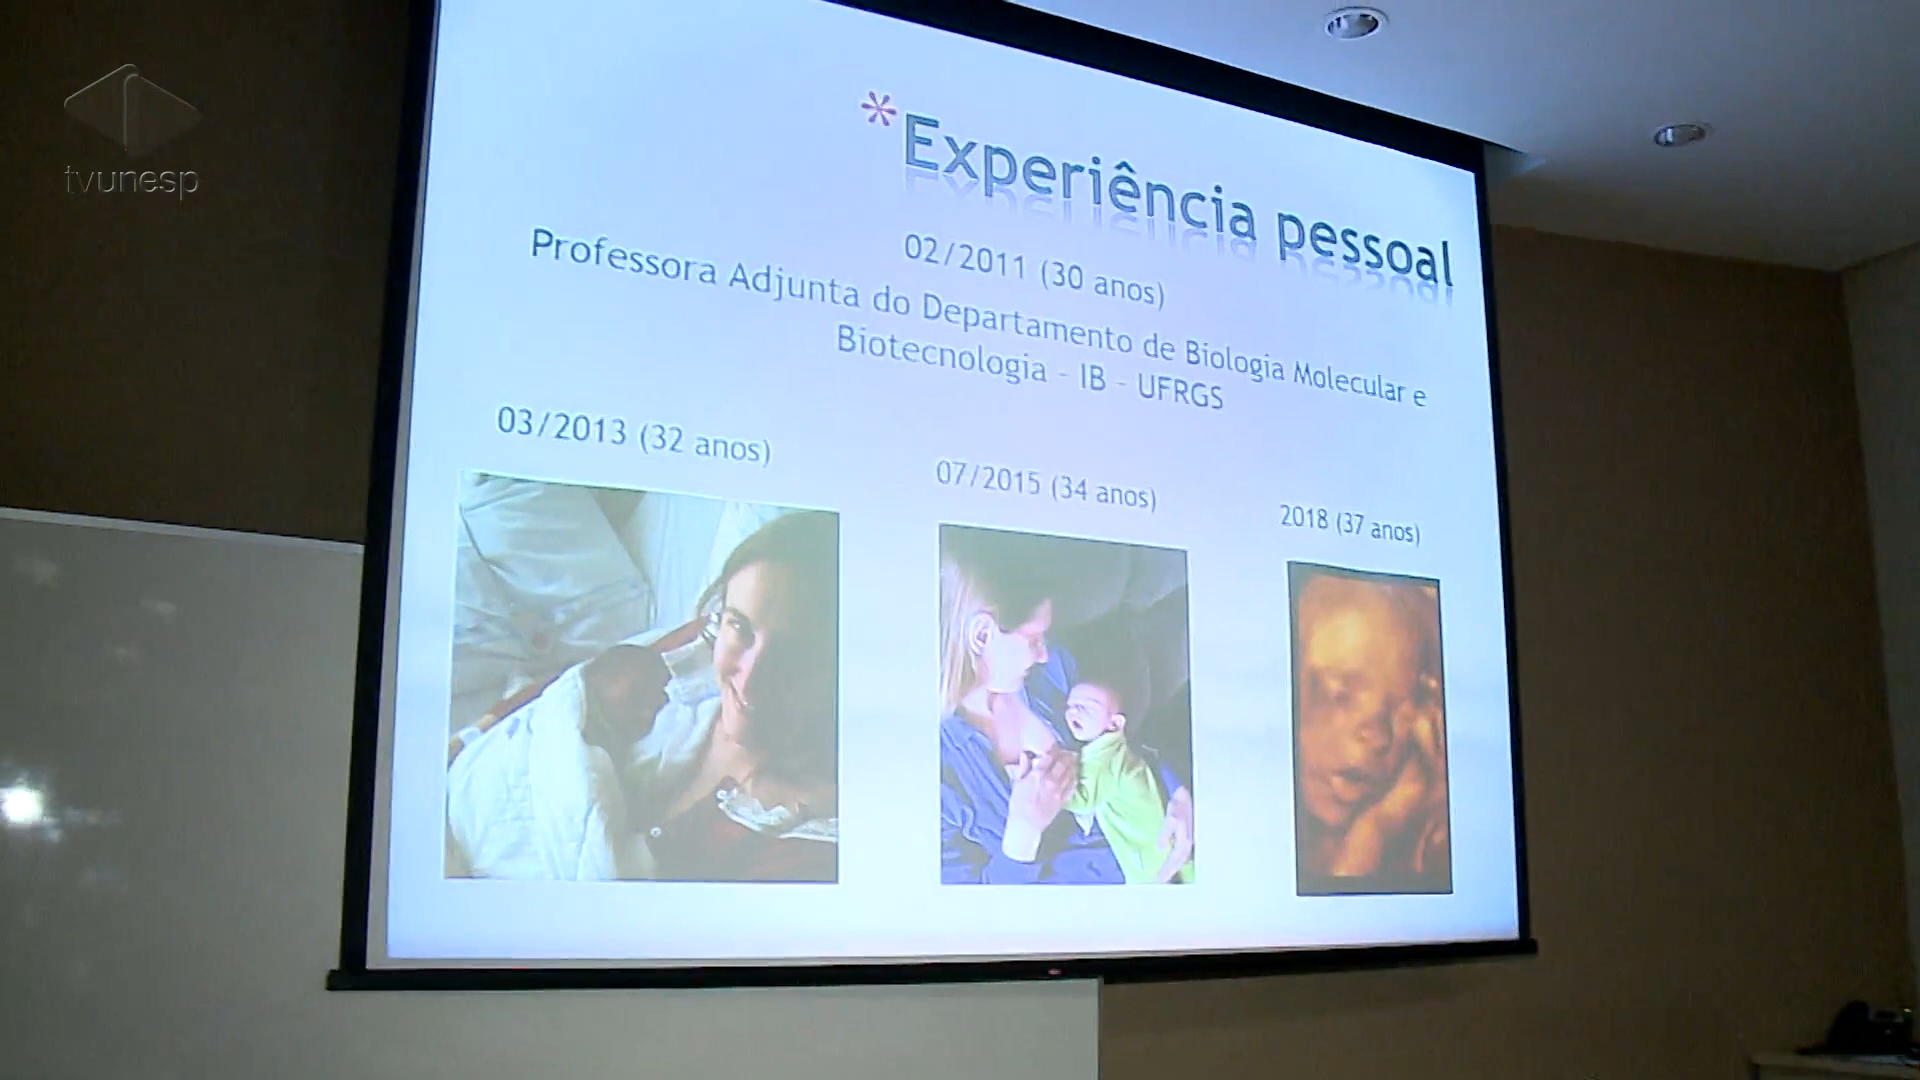 tvunesp
*Experiência pessoal
02/2011 (30 anos)
Professora Adjunta do Departamento de Biologia Molecular e
Biotecnologia - IB - UFRGS
03/2013 (32 anos)
07/2015 (34 anos)
2018 (37 anos)